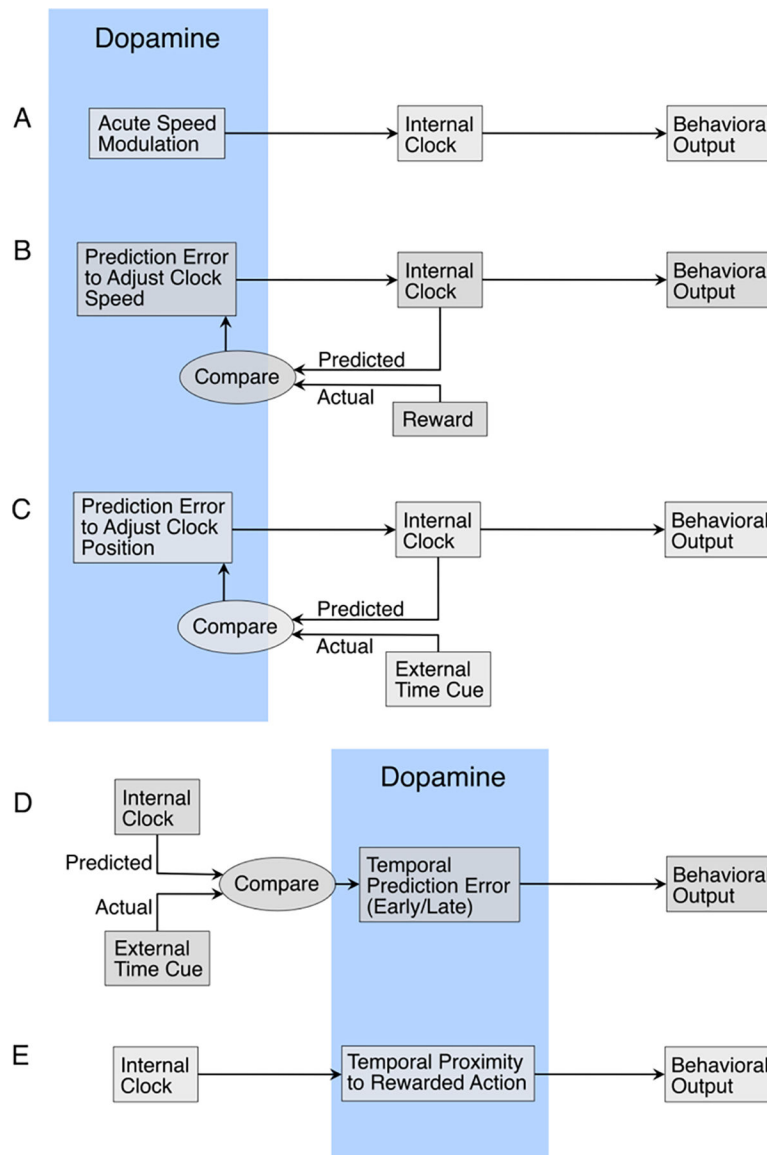 Dopamine
A
Acute Speed
Modulation
Internal
Clock
Behavioral
Output
B
Prediction Error
to Adjust Clock
Speed
Internal
Clock
Behavioral
Output
Compare
Predicted
Actual
Reward
C
Prediction Error
to Adjust Clock
Position
Internal
Clock
Behavioral
Output
Compare
Predicted
Actual
External
Time Cue
Dopamine
D
Internal
Clock
Predicted
Actual
External
Time Cue
Compare
Temporal
Prediction Error
(Early/Late)
Behavioral
Output
E
Internal
Clock
Temporal Proximity
to Rewarded Action
Behavioral
Output